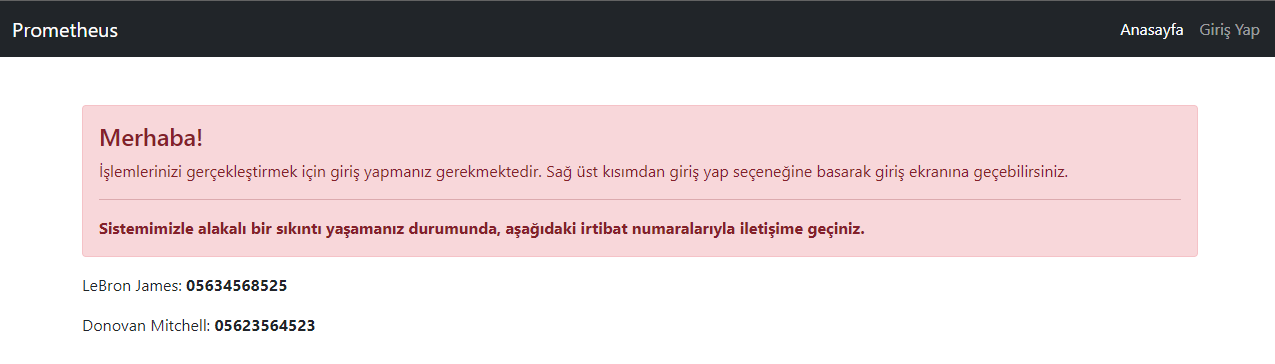 Prometheus
Anasayfa Giriş Yap
Merhaba!
İşlemlerinizi gerçekleştirmek için giriş yapmanız gerekmektedir. Sağ üst kısımdan giriş yap seçeneğine basarak giriş ekranına geçebilirsiniz.
Sistemimizle alakalı bir sıkıntı yaşamanız durumunda, aşağıdaki irtibat numaralarıyla iletişime geçiniz.
LeBron James: 05634568525
Donovan Mitchell: 05623564523